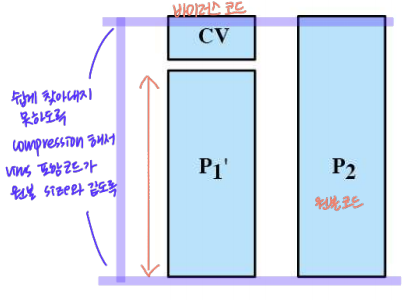 바이러스 코드
CV
쉽게 찾아내지
못하도록
compression 해서
virus 포함코드가
원본 size와 같도록
P₁'
P₂
원본코드